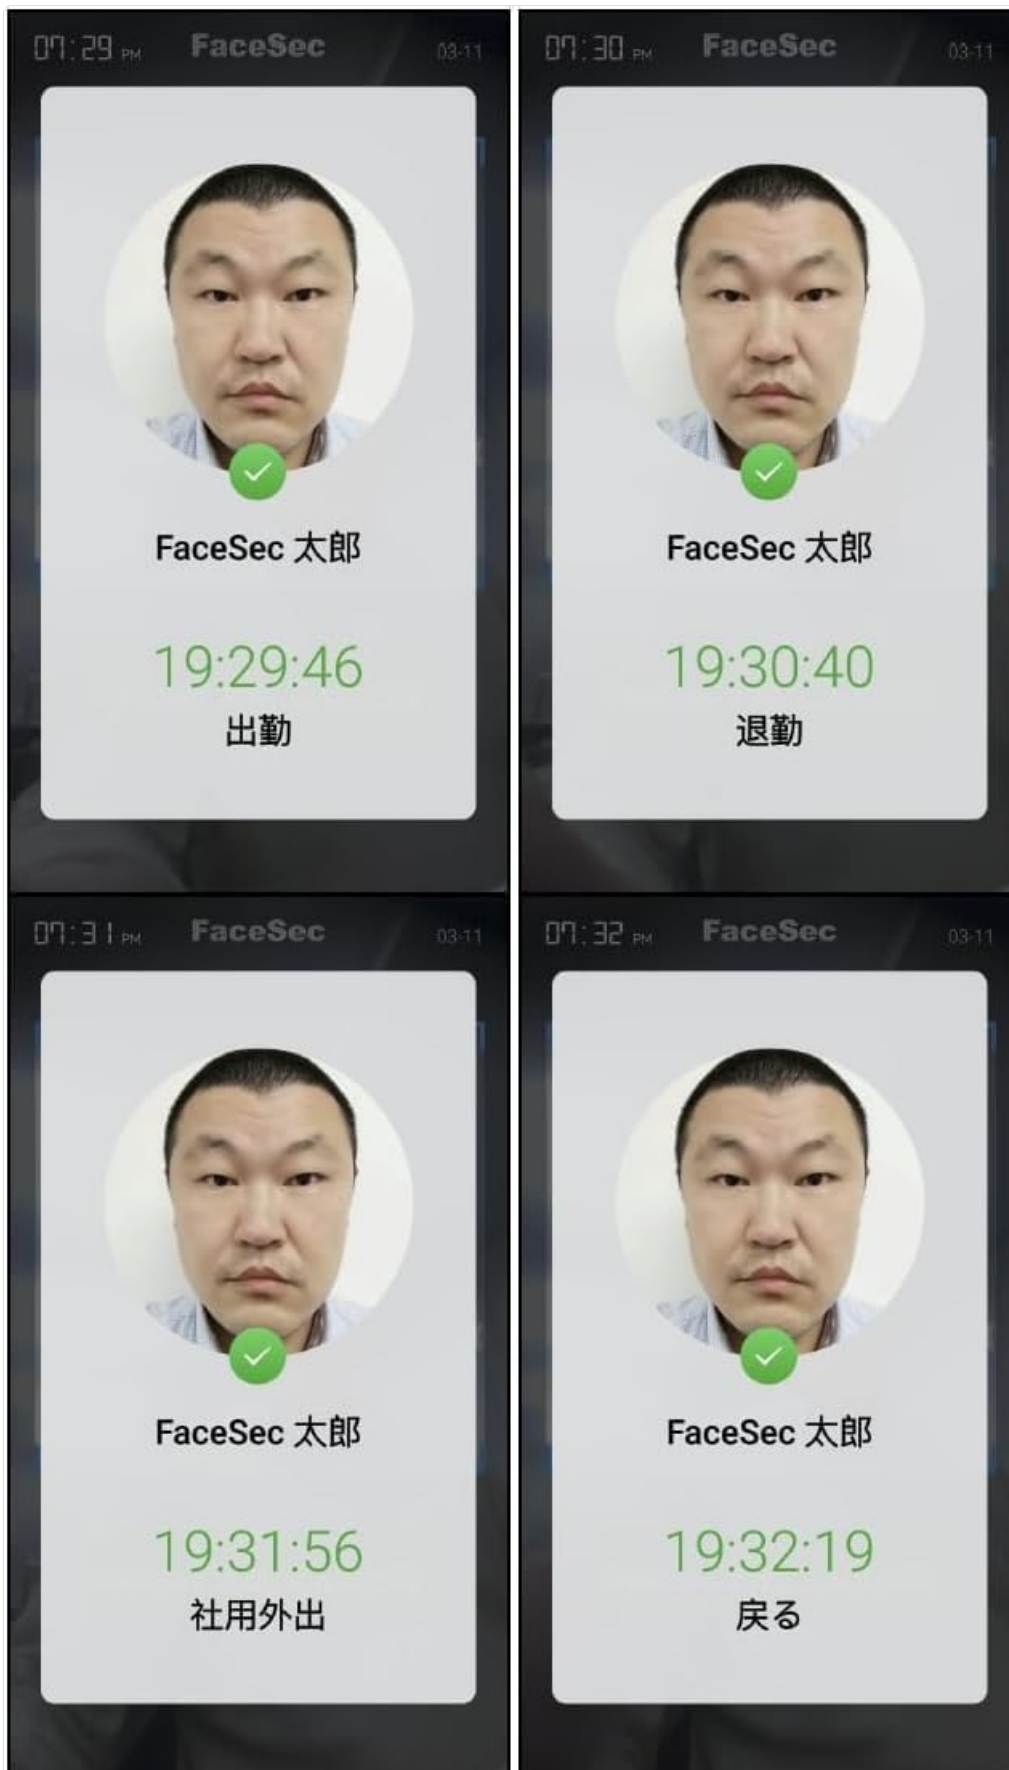 07:29 PM FaceSec 03-11
FaceSec 太郎
19:29:46
出勤
07:30 PM FaceSec 03-11
FaceSec 太郎
19:30:40
退勤
07:31 PM FaceSec 03-11
FaceSec 太郎
19:31:56
社用外出
07:32 PM FaceSec 03-11
FaceSec 太郎
19:32:19
戻る